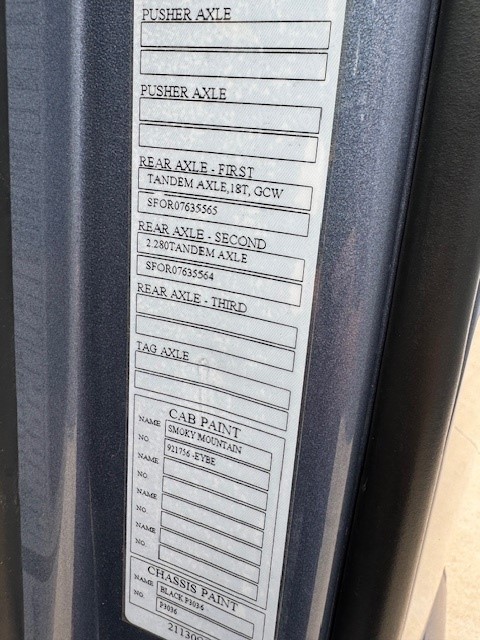 PUSHER AXLE
PUSHER AXLE
REAR AXLE - FIRST
TANDEM AXLE,18T, GCW
SFOR07635565
REAR AXLE - SECOND
2.280TANDEM AXLE
SFOR07635564
REAR AXLE - THIRD
TAG AXLE
CAB PAINT
NAME SMOKY MOUNTAIN
NO. 921756 -EYBE
NAME
NO.
NAME
NO.
NAME
NO.
CHASSIS PAINT
NAME BLACK P3036
NO. P3036